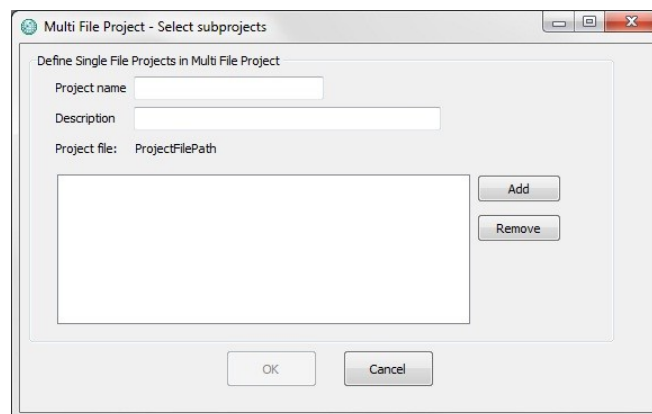 Multi File Project - Select subprojects
Define Single File Projects in Multi File Project
Project name
Description
Project file: ProjectFilePath
Add
Remove
OK
Cancel